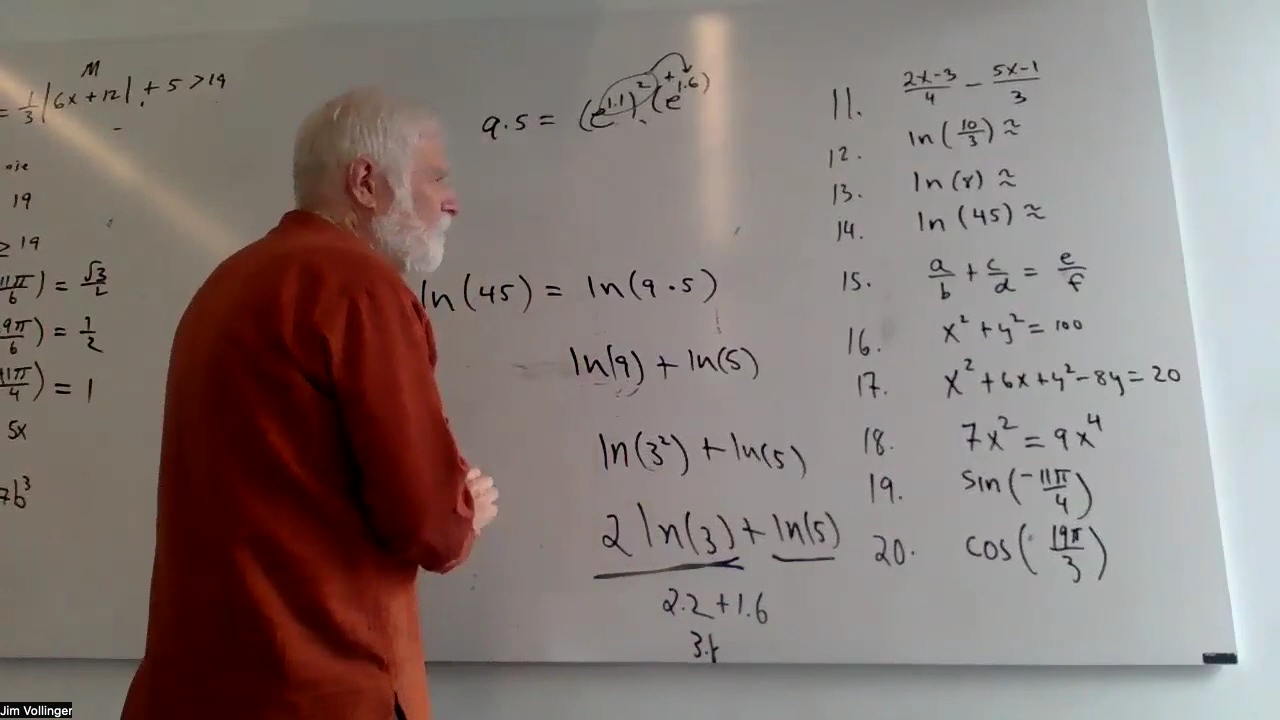 = 1/3 |6x+12| + 5 > 19
19
≥ 19
11π/6) = √3/2
9π/6) = 1/2
11π/4) = 1
5x
7b³
9·5 = (e^1.1)² · (e^1.6)
+
ln(45) = ln(9·5)
ln(9) + ln(5)
ln(3²) + ln(5)
2 ln(3) + ln(5)
2.2 + 1.6
11. (2x-3)/4 - (5x-1)/3
12. ln(10/3) ≈
13. ln(8) ≈
14. ln(45) ≈
15. a/b + c/d = e/f
16. x² + y² = 100
17. x² + 6x + y² - 8y = 20
18. 7x² = 9x⁴
19. sin(-11π/4)
20. cos(19π/3)
Jim Vollinger